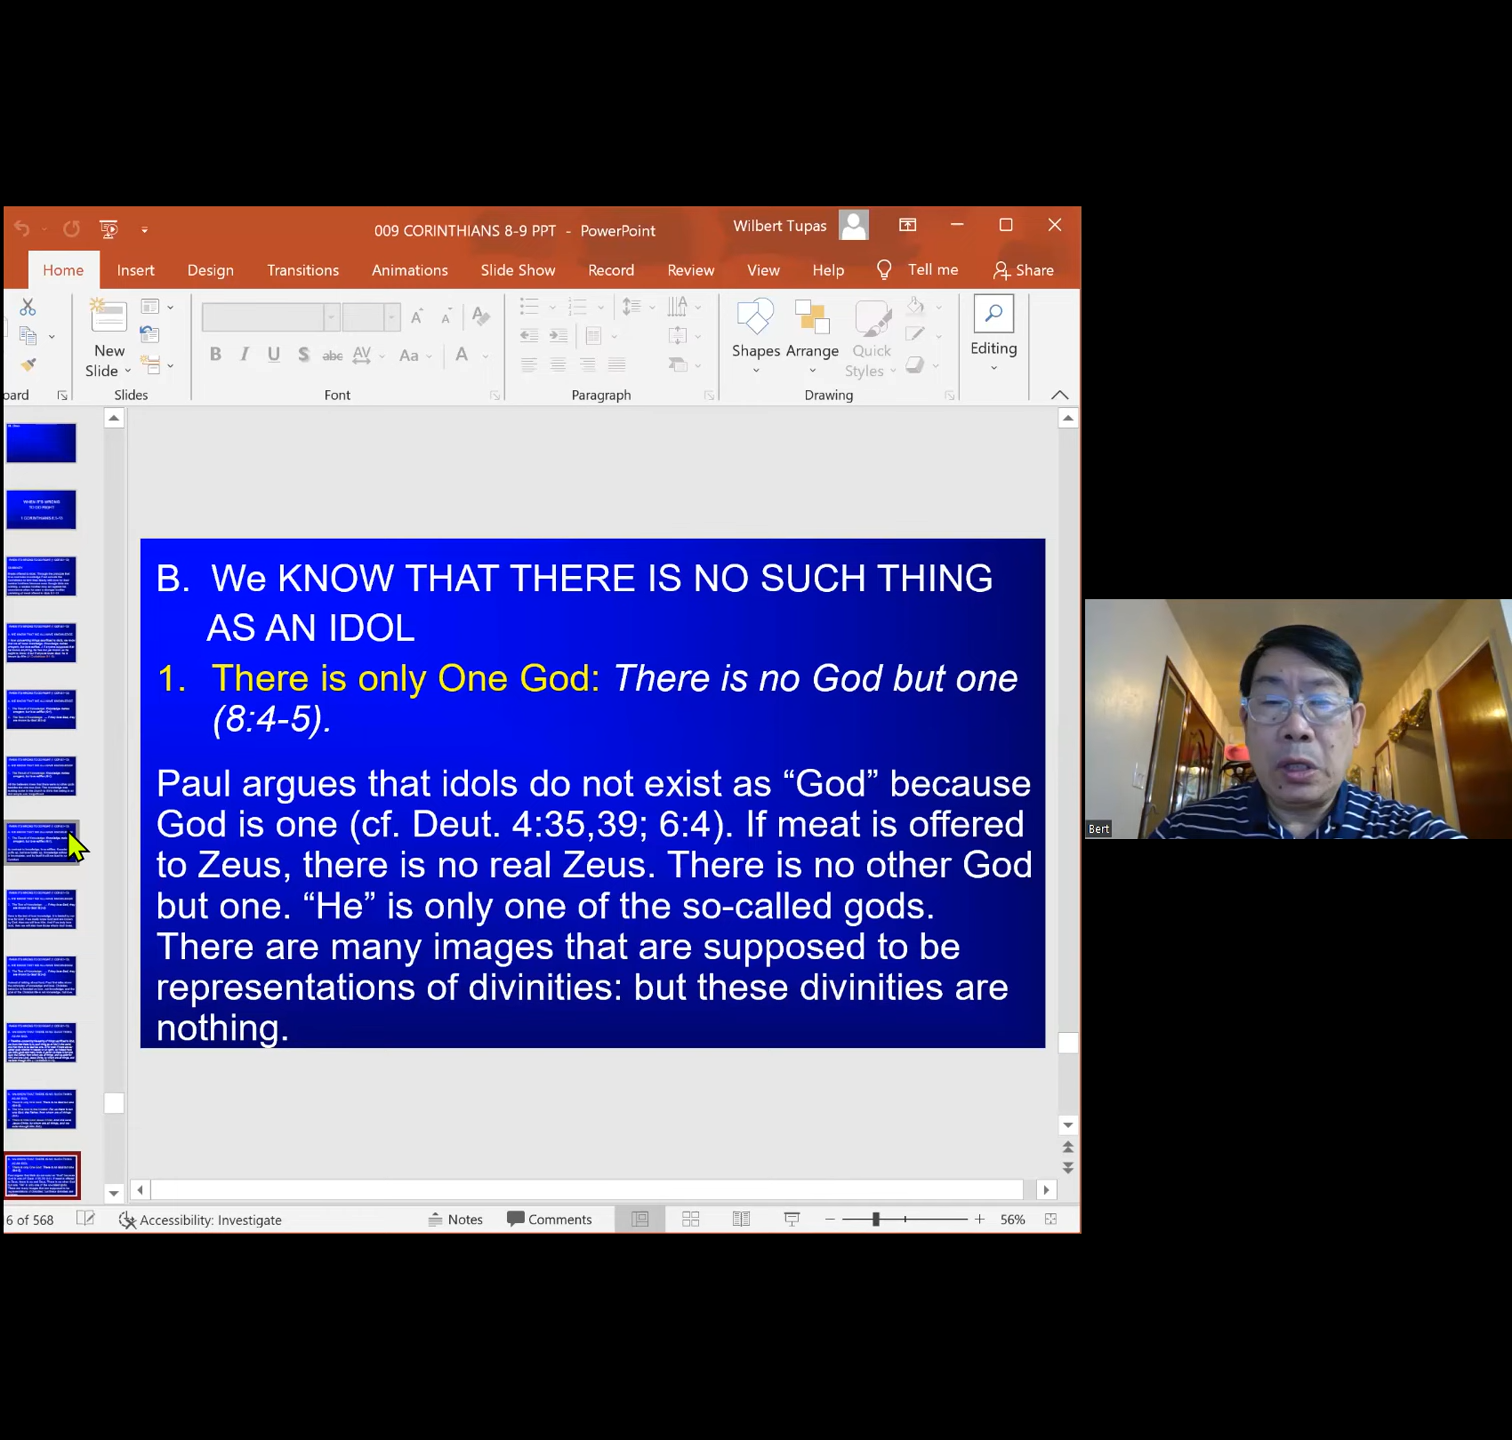 009 CORINTHIANS 8-9 PPT - PowerPoint
Wilbert Tupas
Home Insert Design Transitions Animations Slide Show Record Review View Help Tell me Share
New
Slide
Shapes Arrange Quick
Styles
Editing
oard Slides Font Paragraph Drawing
B. We KNOW THAT THERE IS NO SUCH THING
AS AN IDOL
1. There is only One God: There is no God but one
(8:4-5).
Paul argues that idols do not exist as “God” because
God is one (cf. Deut. 4:35,39; 6:4). If meat is offered
to Zeus, there is no real Zeus. There is no other God
but one. “He” is only one of the so-called gods.
There are many images that are supposed to be
representations of divinities: but these divinities are
nothing.
Bert
6 of 568 Accessibility: Investigate Notes Comments 56%